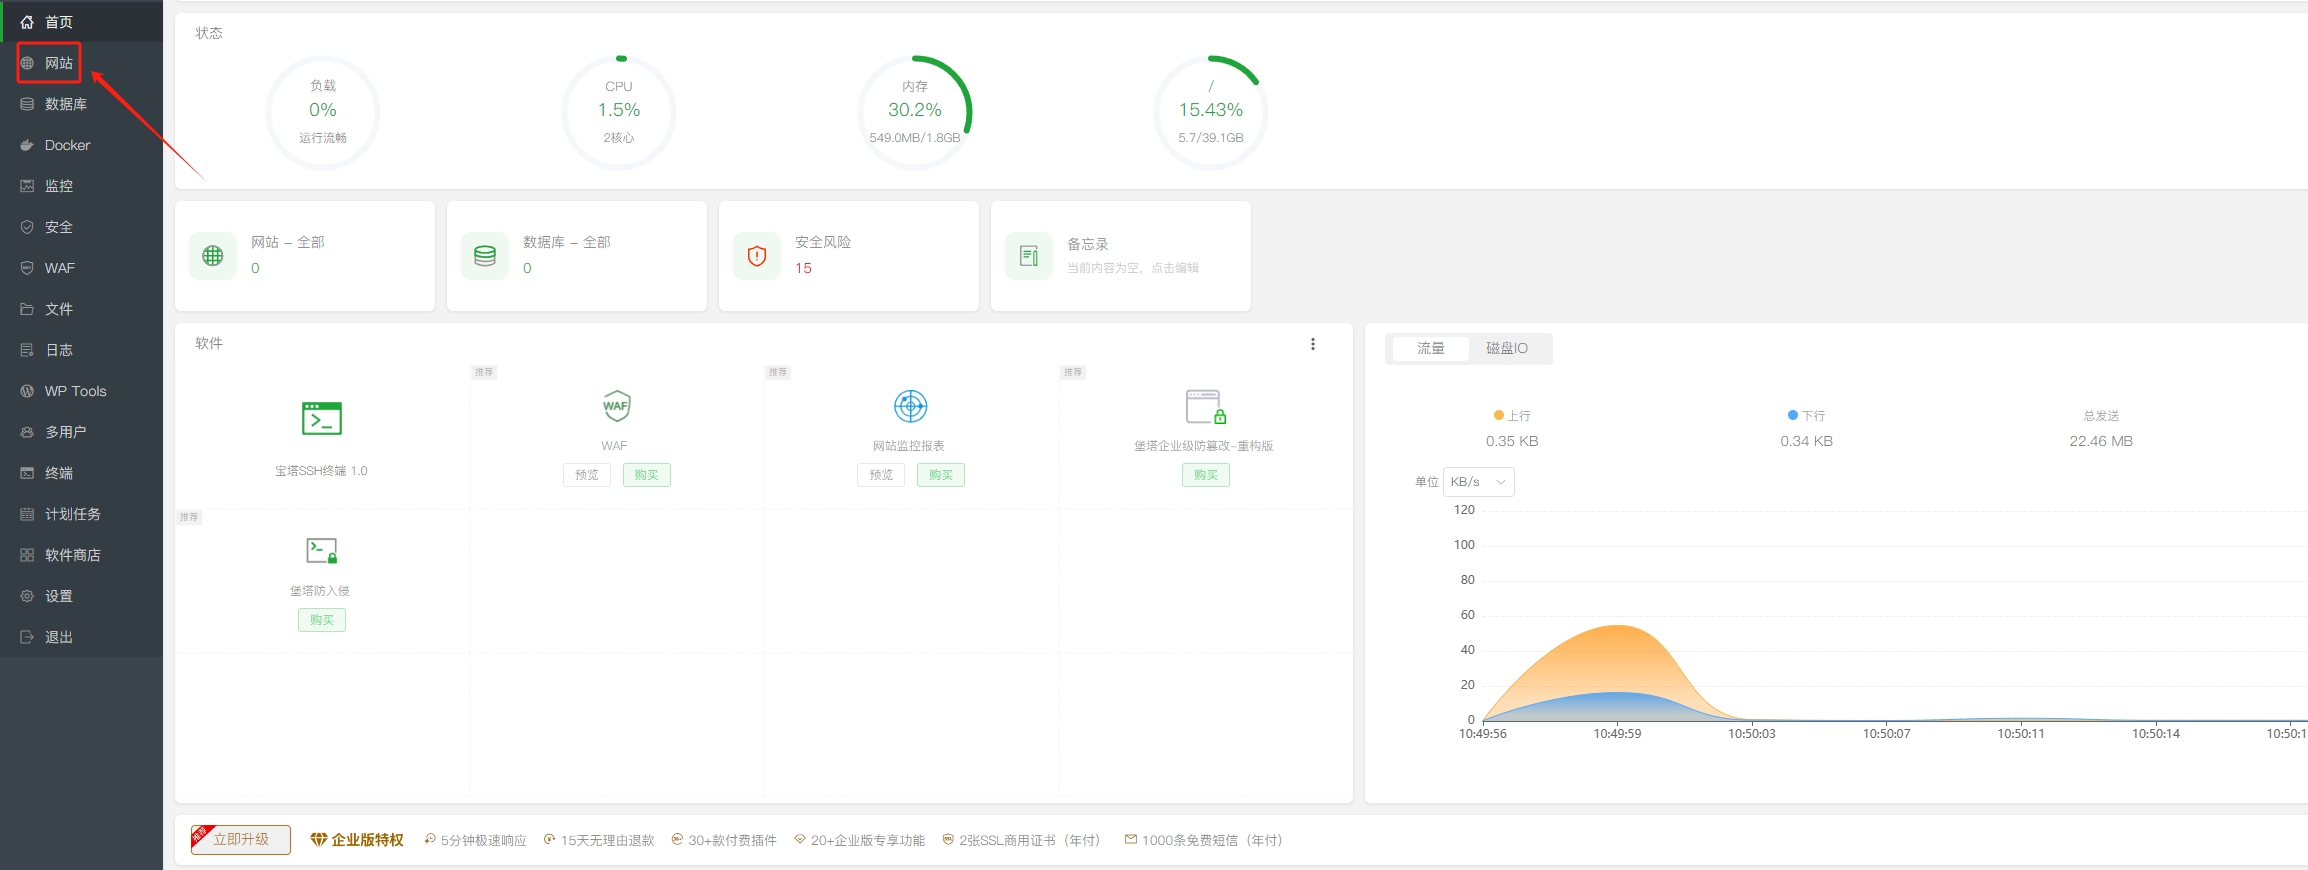 首页
网站
数据库
Docker
监控
安全
WAF
文件
日志
WP Tools
多用户
终端
计划任务
软件商店
设置
退出
状态
负载
0%
运行流畅
CPU
1.5%
2核心
内存
30.2%
549.0MB/1.8GB
/
15.43%
5.7/39.1GB
网站 - 全部
0
数据库 - 全部
0
安全风险
15
备忘录
当前内容为空，点击编辑
软件
宝塔SSH终端 1.0
推荐
WAF
预览 购买
推荐
网站监控报表
预览 购买
推荐
堡塔企业级防篡改-重构版
购买
推荐
堡塔防入侵
购买
流量 磁盘IO
上行
0.35 KB
下行
0.34 KB
总发送
22.46 MB
单位 KB/s
120
100
80
60
40
20
0
10:49:56 10:49:59 10:50:03 10:50:07 10:50:11 10:50:14 10:50:1
推荐 立即升级 企业版特权 5分钟极速响应 15天无理由退款 30+款付费插件 20+企业版专享功能 2张SSL商用证书（年付） 1000条免费短信（年付）